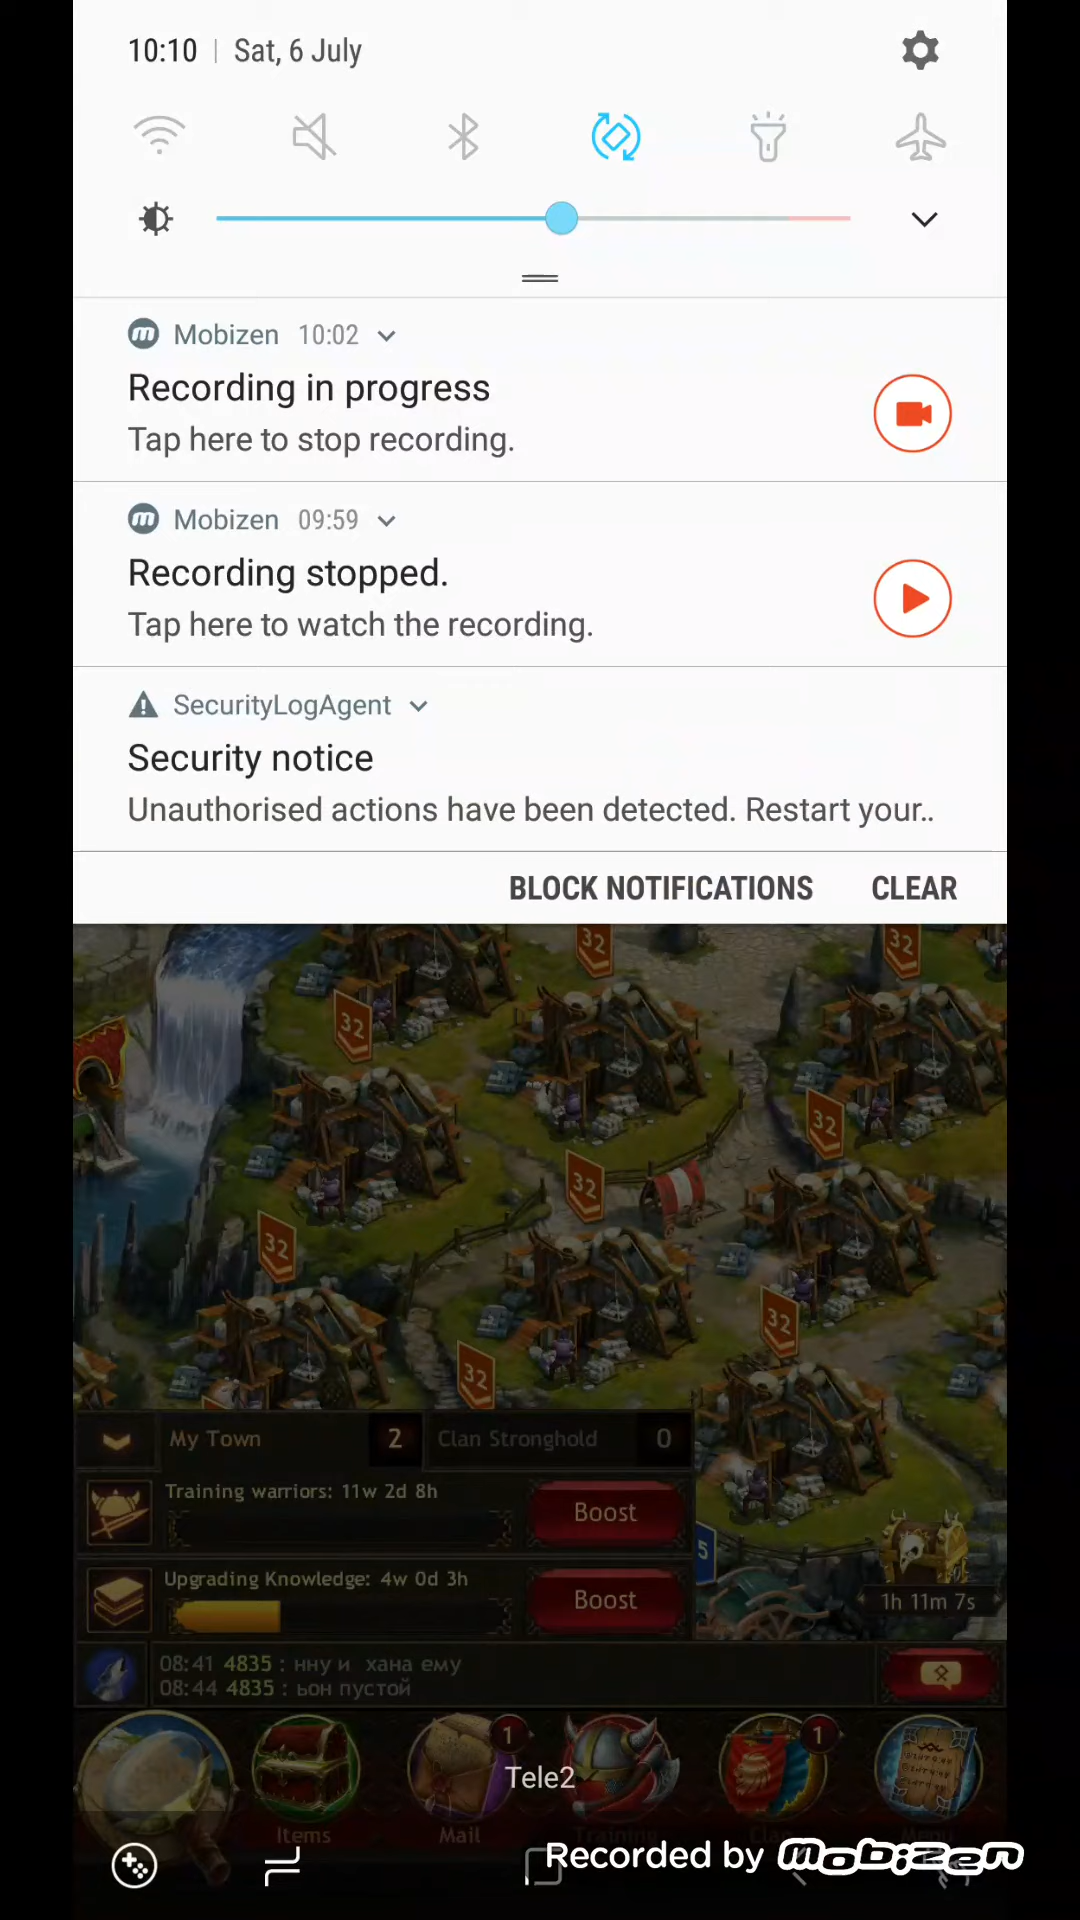 10:10 | Sat, 6 July
Mobizen 10:02
Recording in progress
Tap here to stop recording.
Mobizen 09:59
Recording stopped.
Tap here to watch the recording.
SecurityLogAgent
Security notice
Unauthorised actions have been detected. Restart your..
BLOCK NOTIFICATIONS CLEAR
32
32
32
32
32
32
32
32
My Town 2 Clan Stronghold 0
Training warriors: 11w 2d 8h
Boost
5
Upgrading Knowledge: 4w 0d 3h
Boost
1h 11m 7s
08:41 4835 : нну и хана ему
08:44 4835 : ьон пустой
1 1
Tele2
Items Mail Training
Recorded by Mobizen